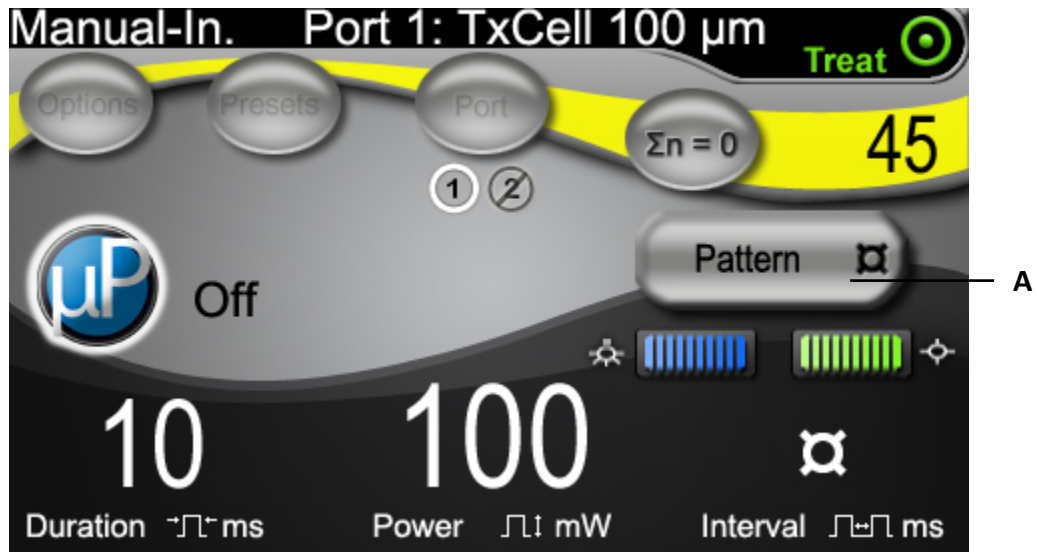 Manual-In. Port 1: TxCell 100 µm
Treat
Options Presets Port
Σn = 0 45
1 2
Pattern ¤
A
µP Off
10 100 ¤
Duration ms Power mW Interval ms